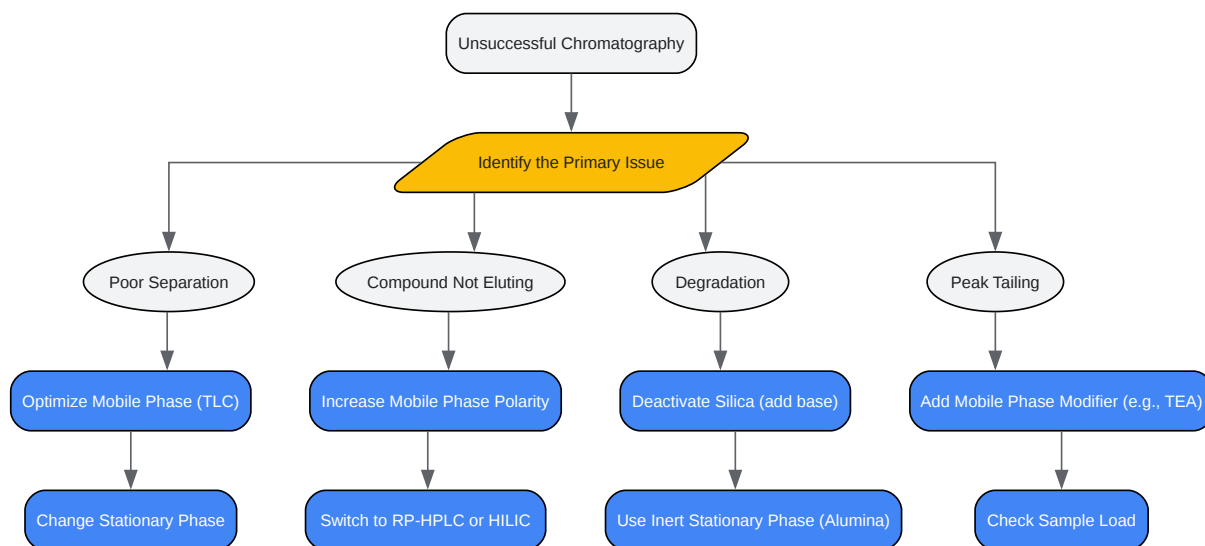 Unsuccessful Chromatography
Identify the Primary Issue
Poor Separation
Compound Not Eluting
Degradation
Peak Tailing
Optimize Mobile Phase (TLC)
Increase Mobile Phase Polarity
Deactivate Silica (add base)
Add Mobile Phase Modifier (e.g., TEA)
Change Stationary Phase
Switch to RP-HPLC or HILIC
Use Inert Stationary Phase (Alumina)
Check Sample Load